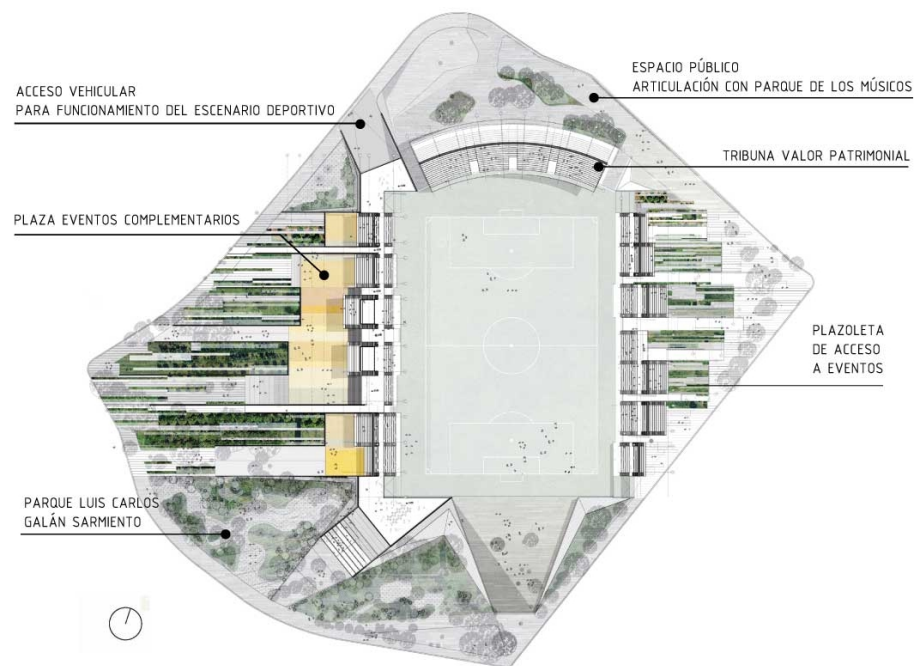 ACCESO VEHICULAR
PARA FUNCIONAMIENTO DEL ESCENARIO DEPORTIVO
ESPACIO PÚBLICO
ARTICULACIÓN CON PARQUE DE LOS MÚSICOS
TRIBUNA VALOR PATRIMONIAL
PLAZA EVENTOS COMPLEMENTARIOS
PLAZOLETA
DE ACCESO
A EVENTOS
PARQUE LUIS CARLOS
GALÁN SARMIENTO